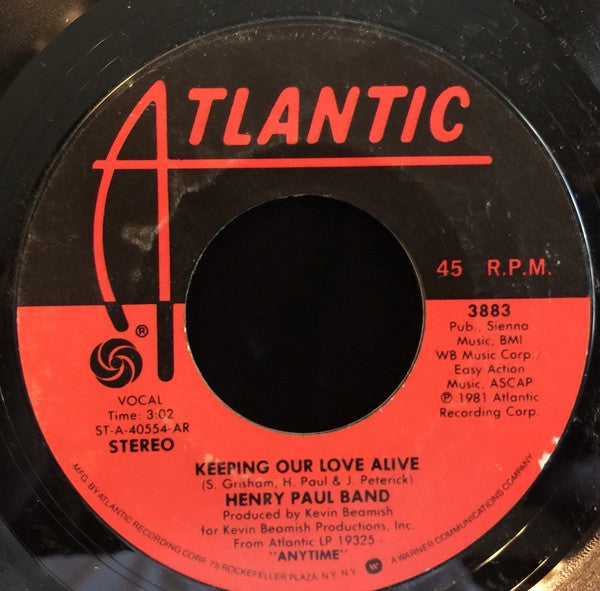 ATLANTIC
45 R.P.M.
®
VOCAL
Time: 3:02
ST-A-40554-AR
STEREO
3883
Pub., Sienna
Music, BMI
WB Music Corp./
Easy Action
Music, ASCAP
℗ 1981 Atlantic
Recording Corp.
KEEPING OUR LOVE ALIVE
(S. Grisham, H. Paul & J. Peterick)
HENRY PAUL BAND
Produced by Kevin Beamish
for Kevin Beamish Productions, Inc.
From Atlantic LP 19325
"ANYTIME"
MFG BY ATLANTIC RECORDING CORP. 75 ROCKEFELLER PLAZA, N.Y. N.Y. A WARNER COMMUNICATIONS COMPANY